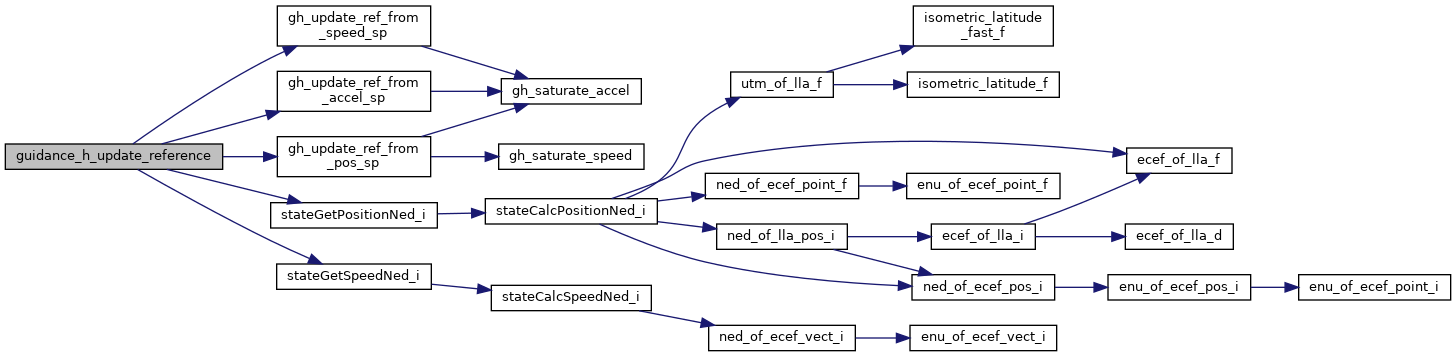 guidance_h_update_reference
gh_update_ref_from
_speed_sp
gh_update_ref_from
_accel_sp
gh_update_ref_from
_pos_sp
stateGetPositionNed_i
stateGetSpeedNed_i
gh_saturate_accel
gh_saturate_speed
stateCalcPositionNed_i
stateCalcSpeedNed_i
utm_of_lla_f
ned_of_ecef_point_f
ned_of_lla_pos_i
ned_of_ecef_vect_i
isometric_latitude
_fast_f
isometric_latitude_f
enu_of_ecef_point_f
ecef_of_lla_i
ned_of_ecef_pos_i
enu_of_ecef_vect_i
ecef_of_lla_f
ecef_of_lla_d
enu_of_ecef_pos_i
enu_of_ecef_point_i